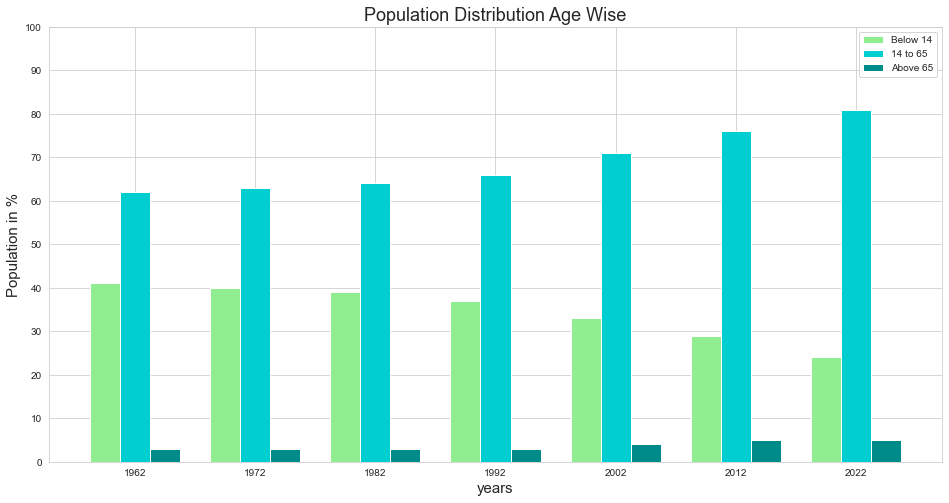 Population Distribution Age Wise
Below 14
14 to 65
Above 65
Population in %
100
90
80
70
60
50
40
30
20
10
0
1962 1972 1982 1992 2002 2012 2022
years